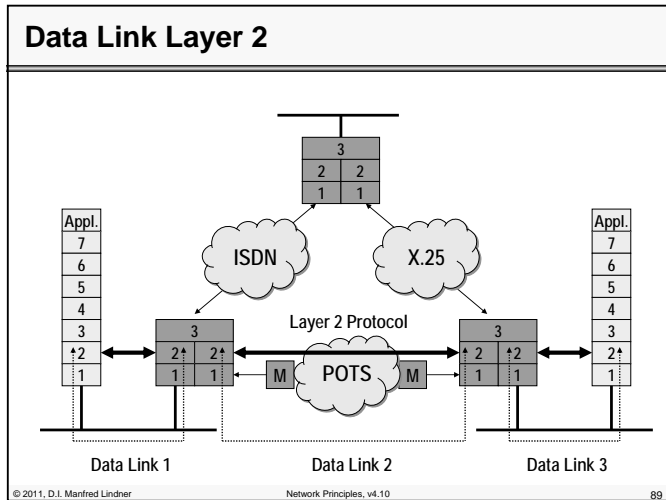 Data Link Layer 2
3
2 2
1 1
ISDN
X.25
Appl.
7
6
5
4
3
2
1
Appl.
7
6
5
4
3
2
1
Layer 2 Protocol
3
2 2
1 1
M
POTS
M
3
2 2
1 1
Data Link 1
Data Link 2
Data Link 3
© 2011, D.I. Manfred Lindner
Network Principles, v4.10
89